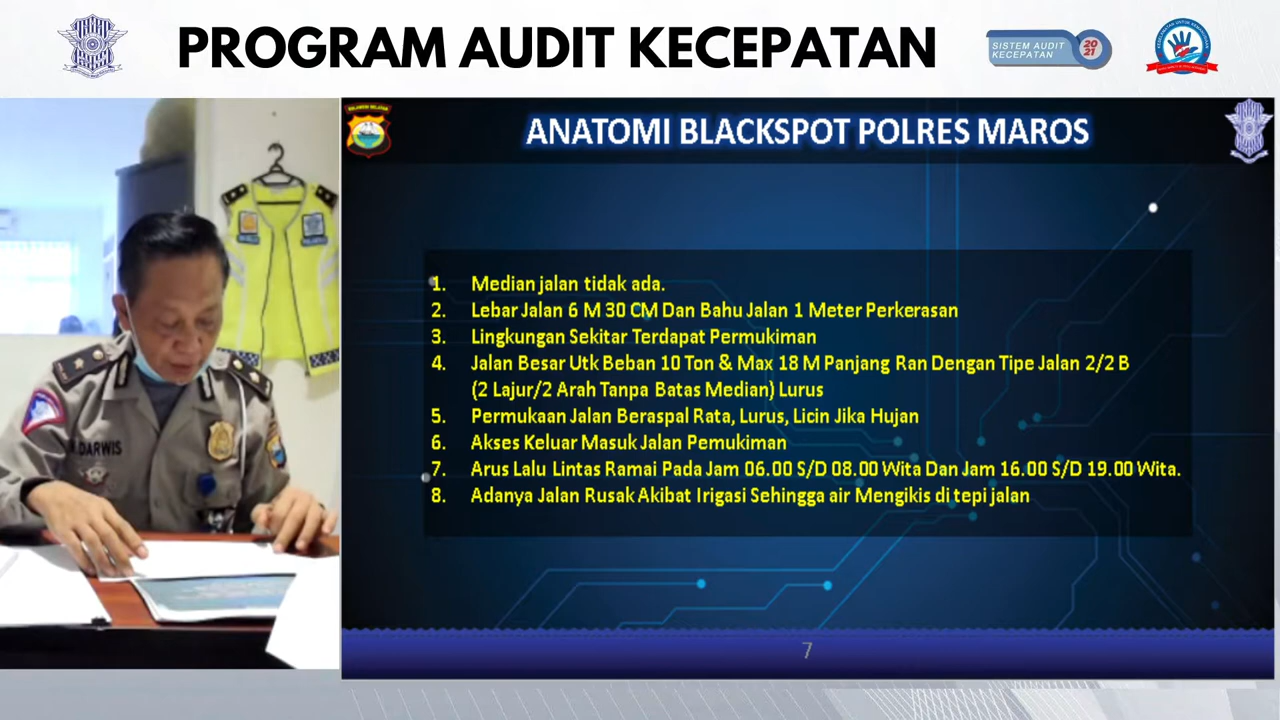 PROGRAM AUDIT KECEPATAN
SISTEM AUDIT
KECEPATAN
20
21
ANATOMI BLACKSPOT POLRES MAROS
1. Median jalan tidak ada.
2. Lebar Jalan 6 M 30 CM Dan Bahu Jalan 1 Meter Perkerasan
3. Lingkungan Sekitar Terdapat Permukiman
4. Jalan Besar Utk Beban 10 Ton & Max 18 M Panjang Ran Dengan Tipe Jalan 2/2 B
(2 Lajur/2 Arah Tanpa Batas Median) Lurus
5. Permukaan Jalan Beraspal Rata, Lurus, Licin Jika Hujan
6. Akses Keluar Masuk Jalan Pemukiman
7. Arus Lalu Lintas Ramai Pada Jam 06.00 S/D 08.00 Wita Dan Jam 16.00 S/D 19.00 Wita.
8. Adanya Jalan Rusak Akibat Irigasi Sehingga air Mengikis di tepi jalan
DARWIS
7